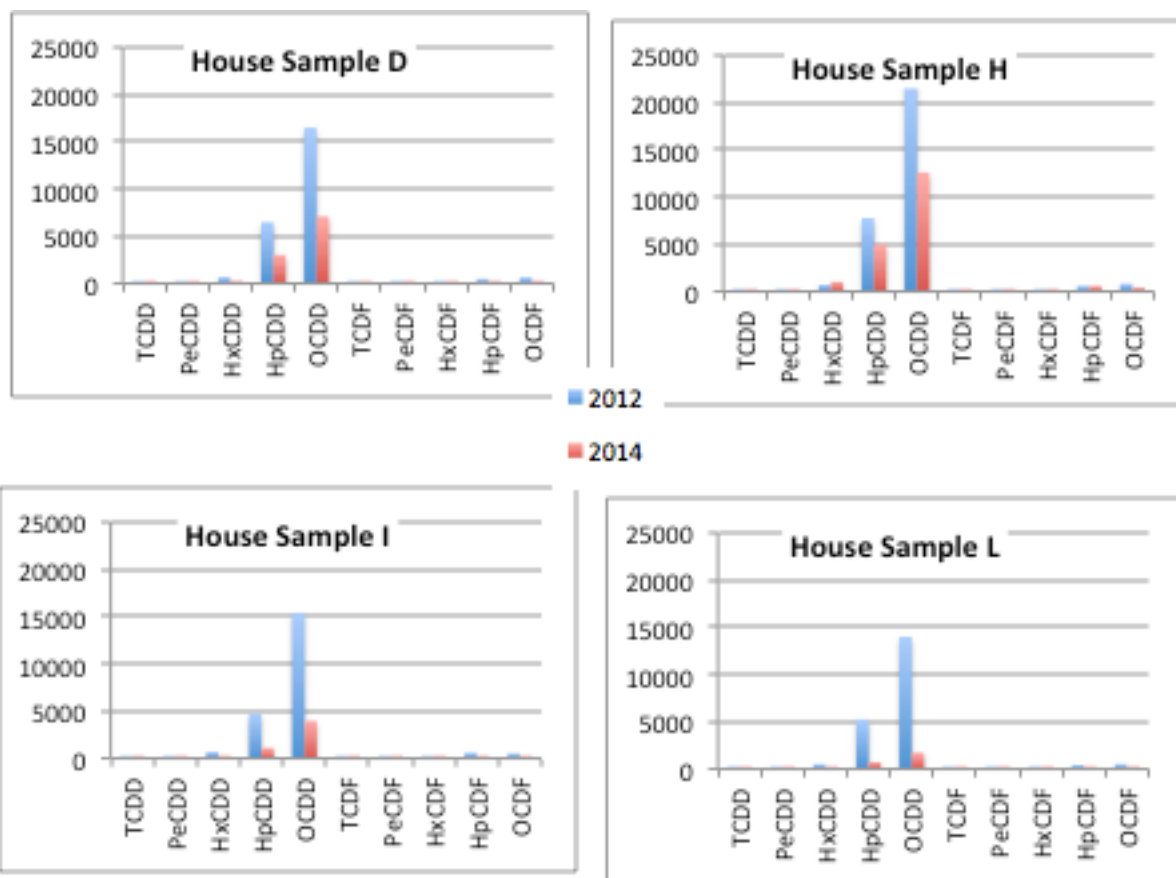 House Sample D
25000
20000
15000
10000
5000
0
TCDD
PeCDD
HxCDD
HpCDD
OCDD
TCDF
PeCDF
HxCDF
HpCDF
OCDF
House Sample H
25000
20000
15000
10000
5000
0
TCDD
PeCDD
HxCDD
HpCDD
OCDD
TCDF
PeCDF
HxCDF
HpCDF
OCDF
2012
2014
House Sample I
25000
20000
15000
10000
5000
0
TCDD
PeCDD
HxCDD
HpCDD
OCDD
TCDF
PeCDF
HxCDF
HpCDF
OCDF
House Sample L
25000
20000
15000
10000
5000
0
TCDD
PeCDD
HxCDD
HpCDD
OCDD
TCDF
PeCDF
HxCDF
HpCDF
OCDF